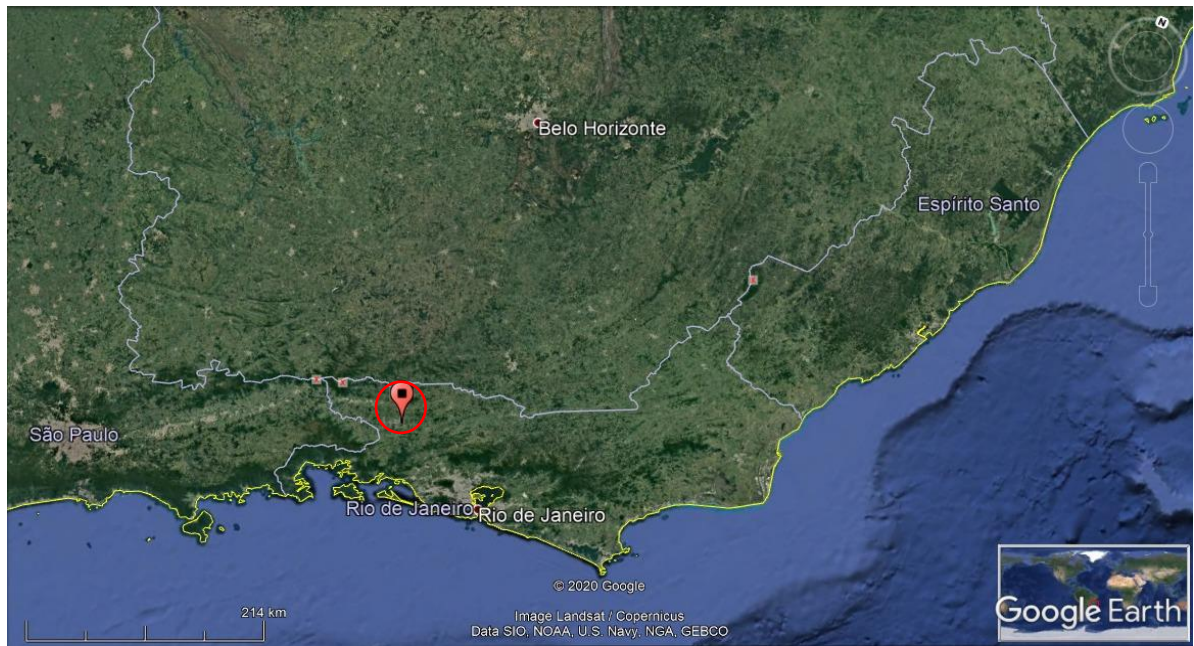 N
Belo Horizonte
Espírito Santo
São Paulo
Rio de Janeiro
Rio de Janeiro
© 2020 Google
214 km
Image Landsat / Copernicus
Data SIO, NOAA, U.S. Navy, NGA, GEBCO
Google Earth